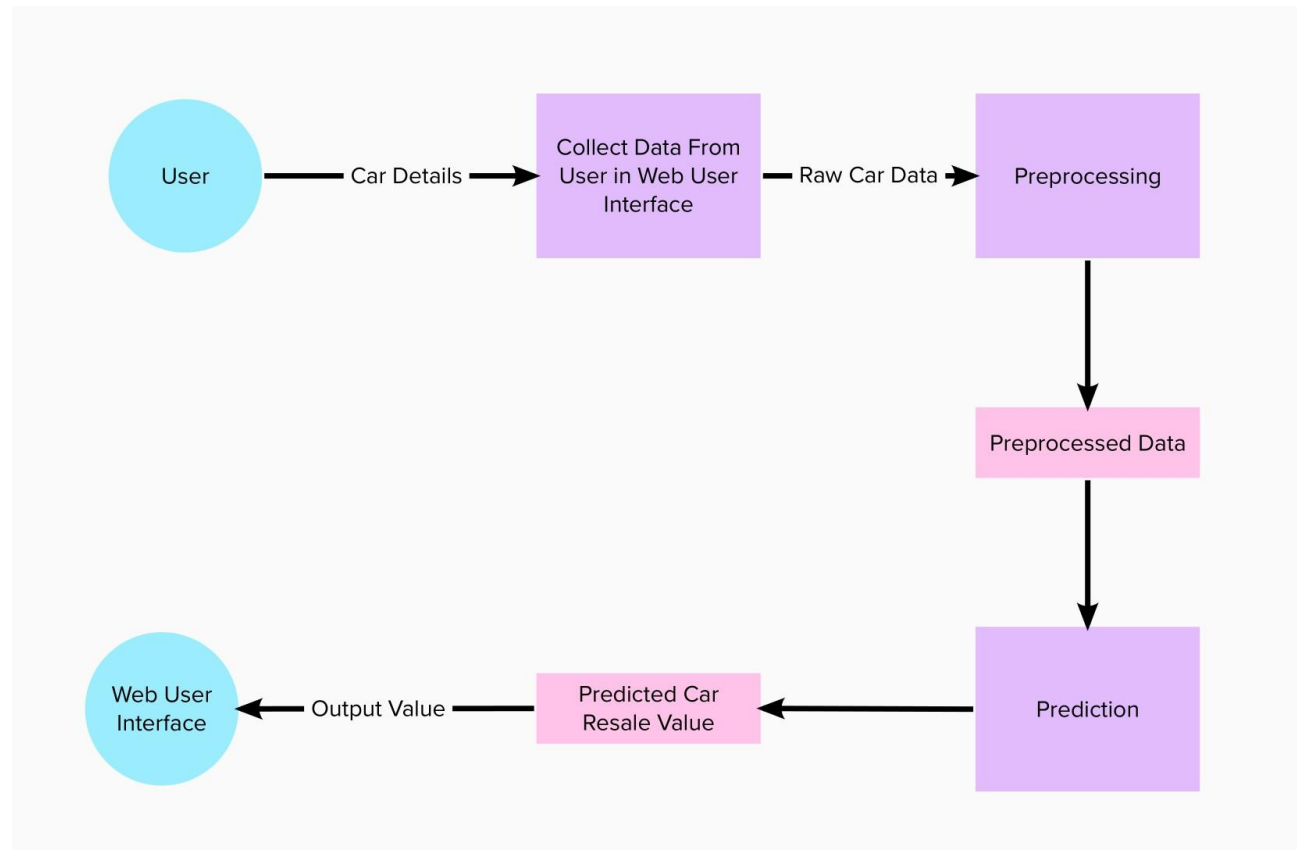 User
Car Details
Collect Data From
User in Web User
Interface
Raw Car Data
Preprocessing
Preprocessed Data
Prediction
Predicted Car
Resale Value
Output Value
Web User
Interface